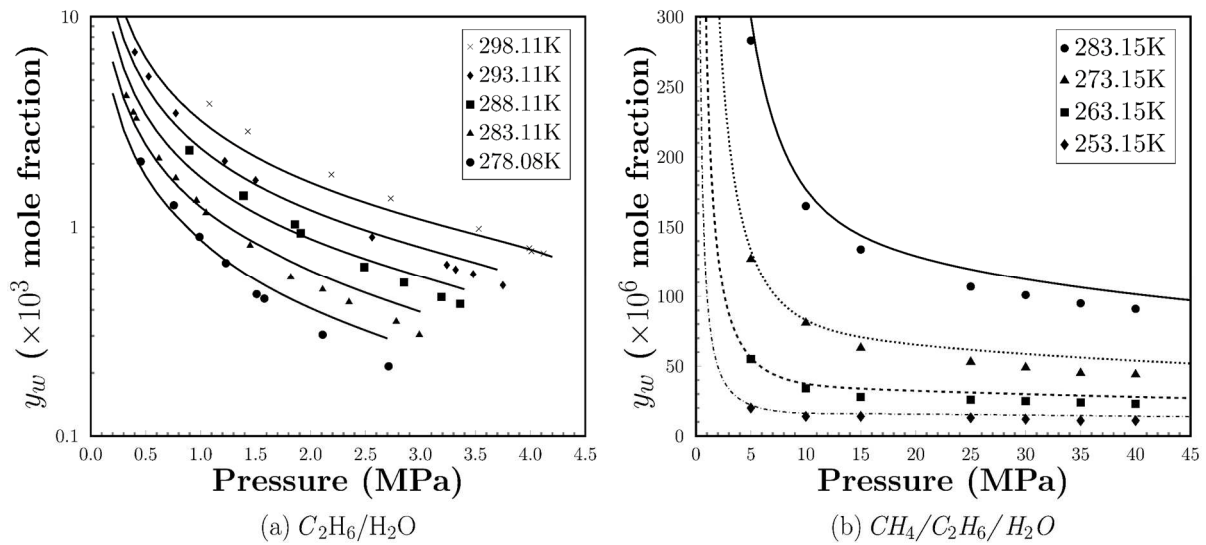 y_w (×10³ mole fraction)
10
1
0.1
× 298.11K
♦ 293.11K
■ 288.11K
▲ 283.11K
● 278.08K
0.0 0.5 1.0 1.5 2.0 2.5 3.0 3.5 4.0 4.5
Pressure (MPa)
(a) C₂H₆/H₂O
y_w (×10⁶ mole fraction)
300
250
200
150
100
50
0
● 283.15K
▲ 273.15K
■ 263.15K
♦ 253.15K
0 5 10 15 20 25 30 35 40 45
Pressure (MPa)
(b) CH₄/C₂H₆/H₂O